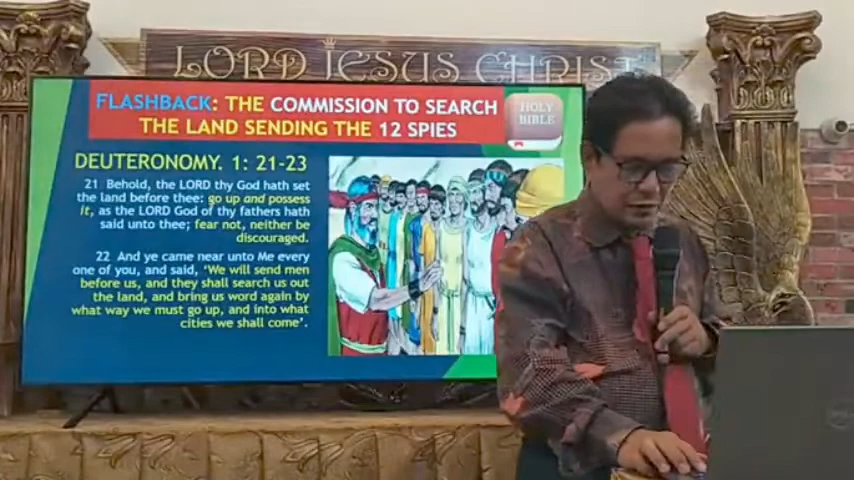 LORD JESUS CHRIST
FLASHBACK: THE COMMISSION TO SEARCH
THE LAND SENDING THE 12 SPIES
HOLY
BIBLE
DEUTERONOMY. 1: 21-23
21 Behold, the LORD thy God hath set
the land before thee: go up and possess
it, as the LORD God of thy fathers hath
said unto thee; fear not, neither be
discouraged.
22 And ye came near unto Me every
one of you, and said, ‘We will send men
before us, and they shall search us out
the land, and bring us word again by
what way we must go up, and into what
cities we shall come’.
DELL